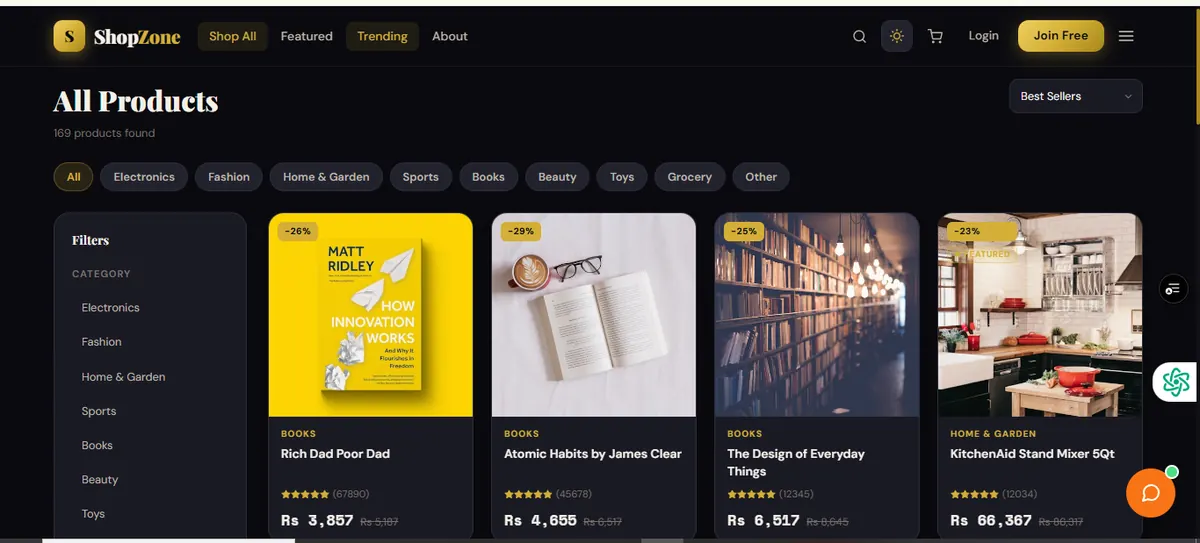 S ShopZone Shop All Featured Trending About Login Join Free
All Products
Best Sellers
169 products found
All Electronics Fashion Home & Garden Sports Books Beauty Toys Grocery Other
Filters
CATEGORY
Electronics
Fashion
Home & Garden
Sports
Books
Beauty
Toys
-26%
MATT
RIDLEY
HOW
INNOVATION
WORKS
And Why It
Flourishes in
Freedom
BOOKS
Rich Dad Poor Dad
(67890)
Rs 3,857 Rs 5,187
-29%
BOOKS
Atomic Habits by James Clear
(45678)
Rs 4,655 Rs 6,517
-25%
BOOKS
The Design of Everyday
Things
(12345)
Rs 6,517 Rs 8,645
-23%
FEATURED
HOME & GARDEN
KitchenAid Stand Mixer 5Qt
(12034)
Rs 66,367 Rs 86,317